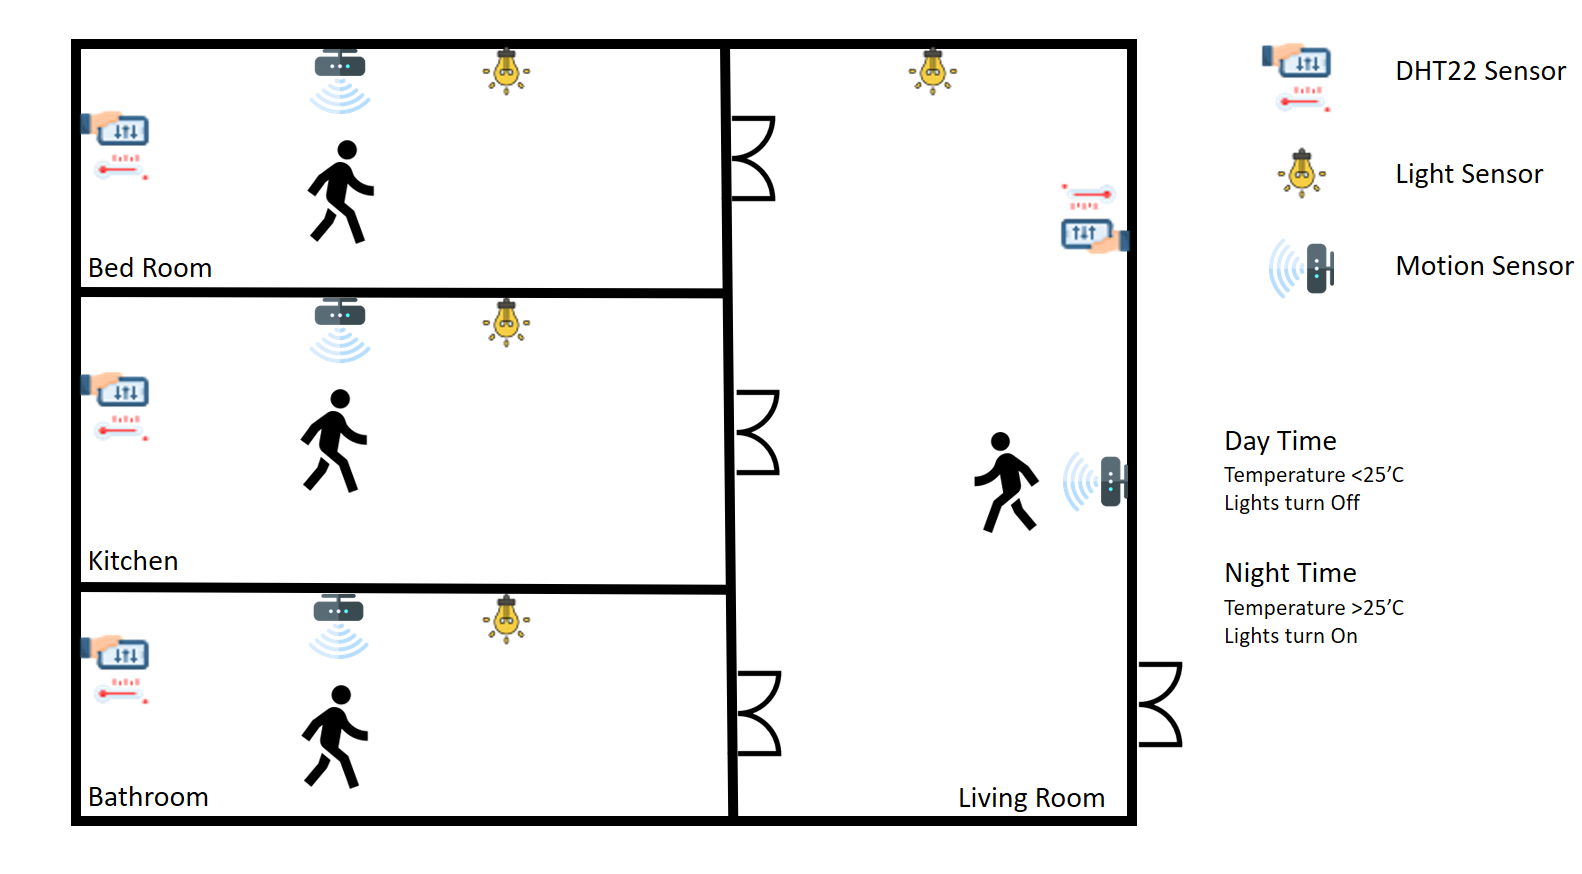 DHT22 Sensor
Light Sensor
Motion Sensor
Bed Room
Kitchen
Day Time
Temperature <25’C
Lights turn Off
Night Time
Temperature >25’C
Lights turn On
Bathroom
Living Room